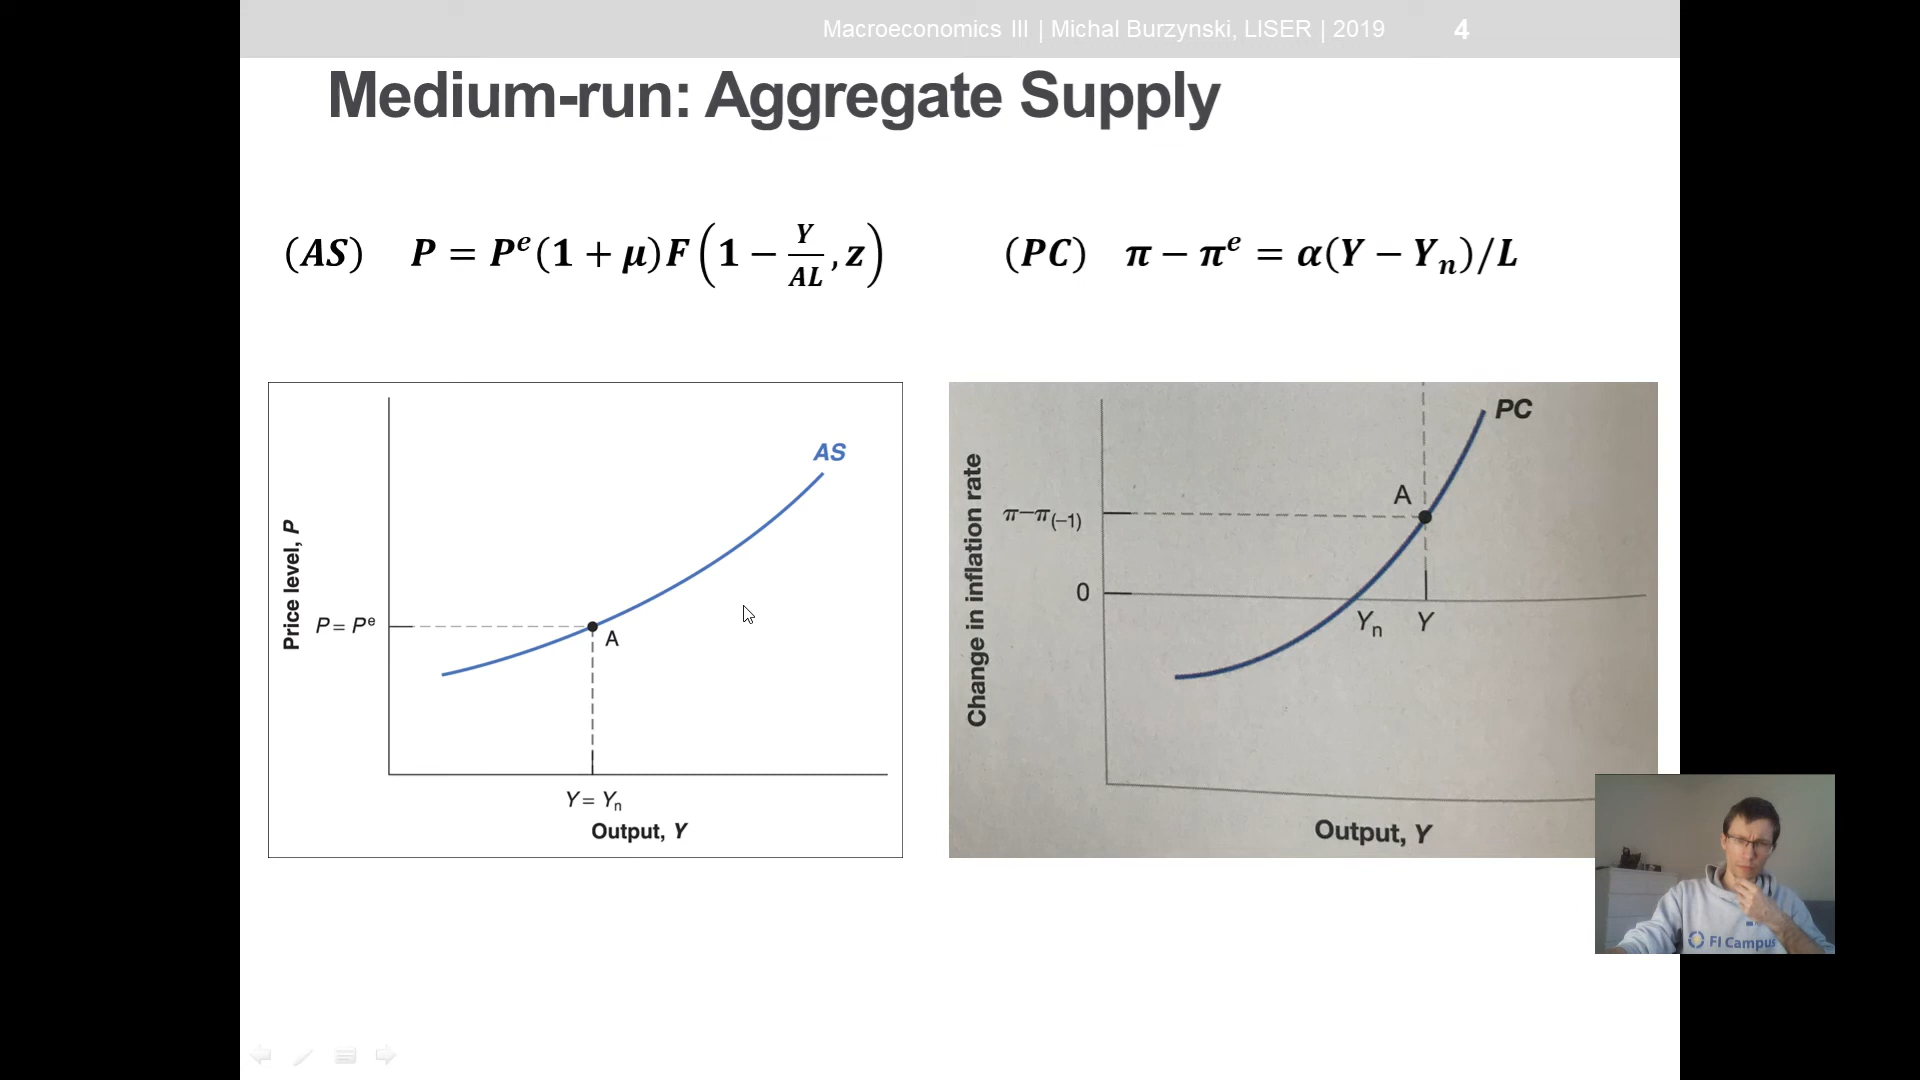 Macroeconomics III | Michal Burzynski, LISER | 2019 4
Medium-run: Aggregate Supply
(AS) P = P^e(1 + μ)F(1 − Y/AL, z)
(PC) π − π^e = α(Y − Y_n)/L
AS
Price level, P
P = P^e
A
Y = Y_n
Output, Y
PC
Change in inflation rate
A
π−π_(−1)
0
Y_n Y
Output, Y
FI Campus